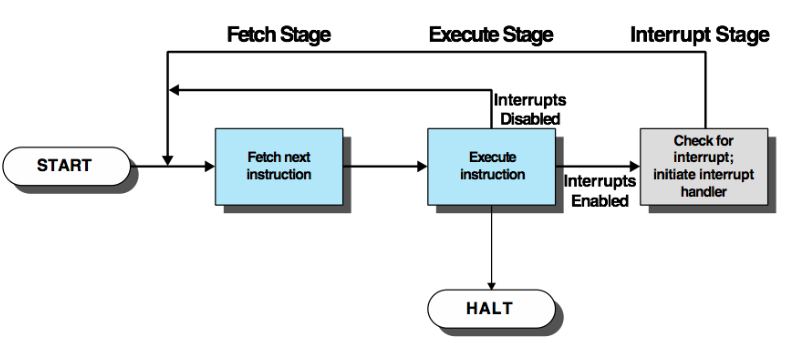 Fetch Stage
Execute Stage
Interrupt Stage
Interrupts
Disabled
START
Fetch next
instruction
Execute
instruction
Interrupts
Enabled
Check for
interrupt;
initiate interrupt
handler
HALT